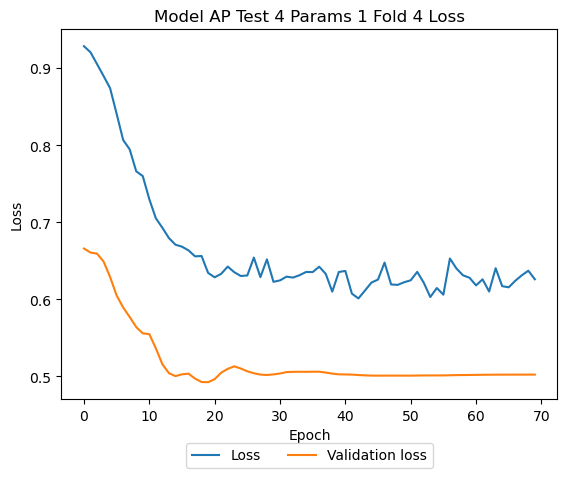 Model AP Test 4 Params 1 Fold 4 Loss
0.9
0.8
0.7
0.6
0.5
Loss
0 10 20 30 40 50 60 70
Epoch
Loss Validation loss